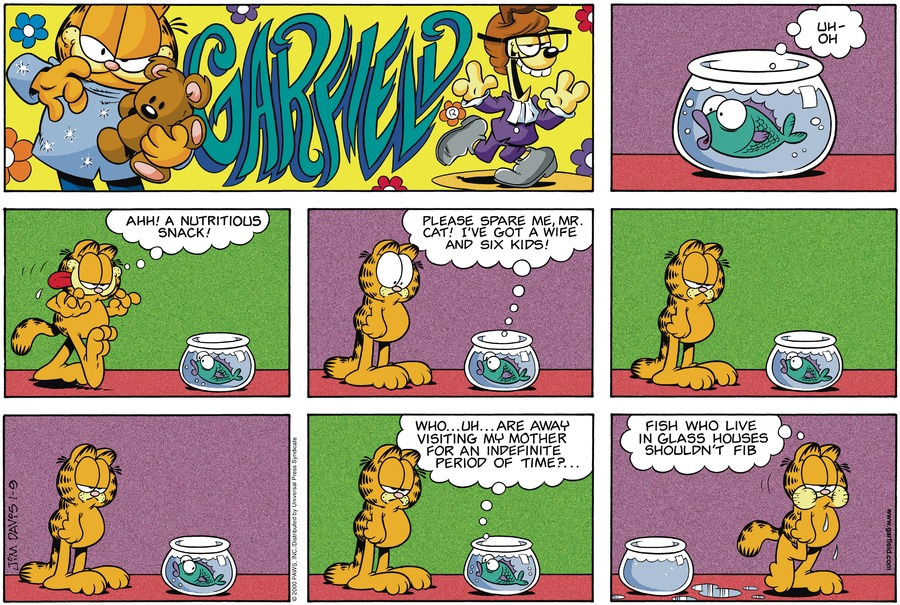 GARFIELD
R
UH-
OH
AHH! A NUTRITIOUS
SNACK!
PLEASE SPARE ME, MR.
CAT! I'VE GOT A WIFE
AND SIX KIDS!
JIM DAVIS 1-9
© 2000 PAWS, INC. Distributed by Universal Press Syndicate
WHO...UH...ARE AWAY
VISITING MY MOTHER
FOR AN INDEFINITE
PERIOD OF TIME?...
FISH WHO LIVE
IN GLASS HOUSES
SHOULDN'T FIB
www.garfield.com